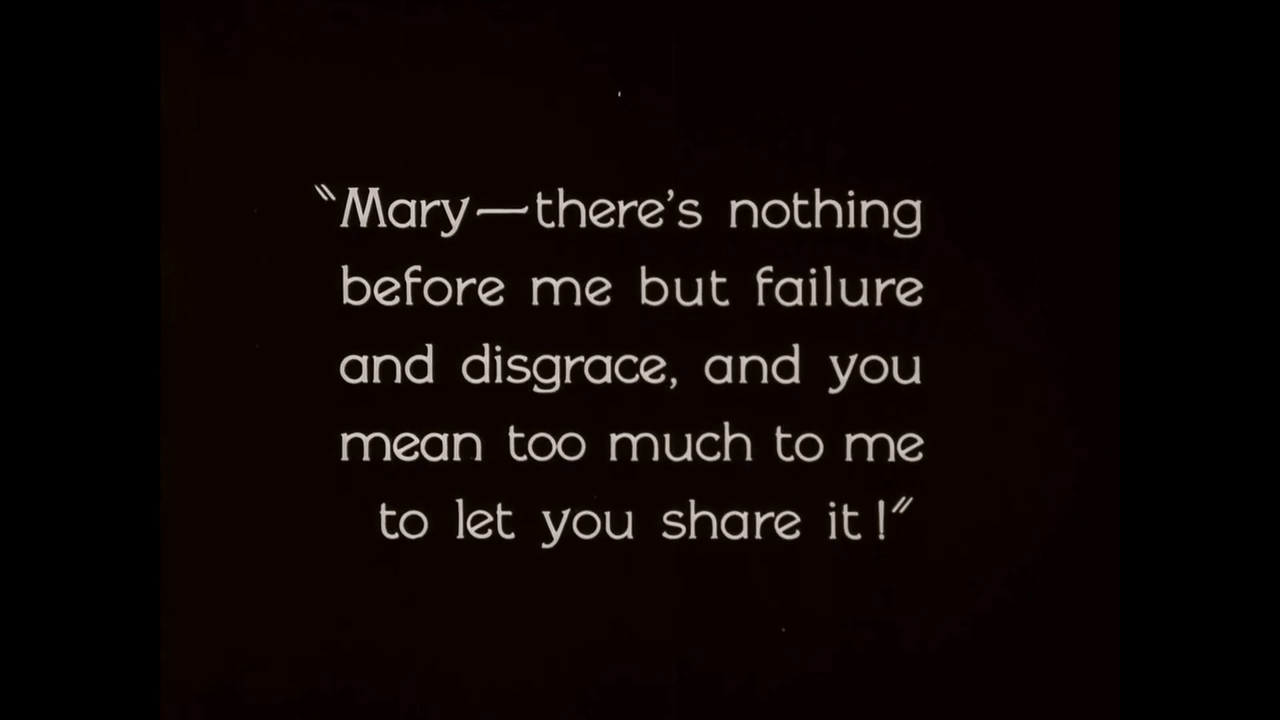 "Mary—there's nothing
before me but failure
and disgrace, and you
mean too much to me
to let you share it!"